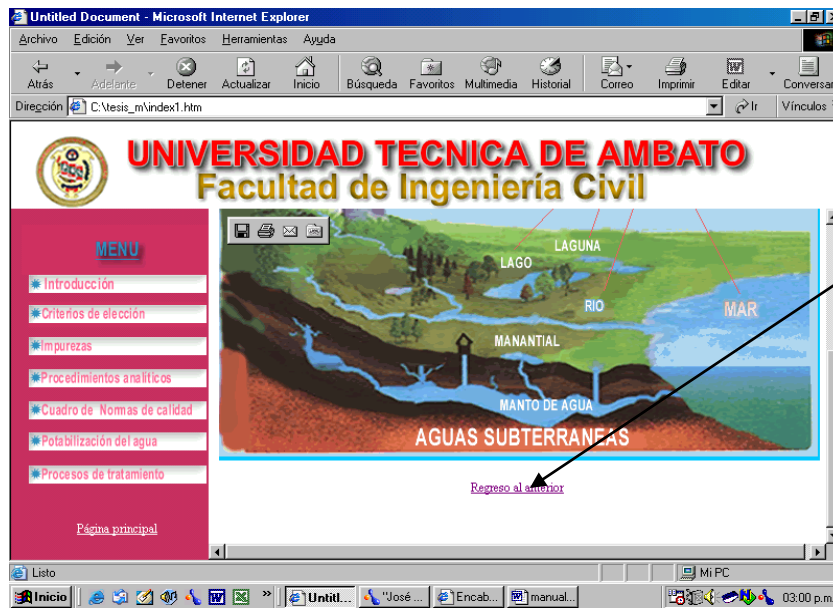 Untitled Document - Microsoft Internet Explorer
Archivo Edición Ver Favoritos Herramientas Ayuda
Atrás Adelante Detener Actualizar Inicio Búsqueda Favoritos Multimedia Historial Correo Imprimir Editar Conversar
Dirección C:\tesis_m\index1.htm Ir Vínculos
UNIVERSIDAD TECNICA DE AMBATO
Facultad de Ingeniería Civil
MENU
Introducción
Criterios de elección
Impurezas
Procedimientos analíticos
Cuadro de Normas de calidad
Potabilización del agua
Procesos de tratamiento
Página principal
LAGUNA
LAGO
RIO
MAR
MANANTIAL
MANTO DE AGUA
AGUAS SUBTERRANEAS
Regreso al anterior
Listo Mi PC
Inicio » Untitl... "José ... Encab... manual... 03:00 p.m.